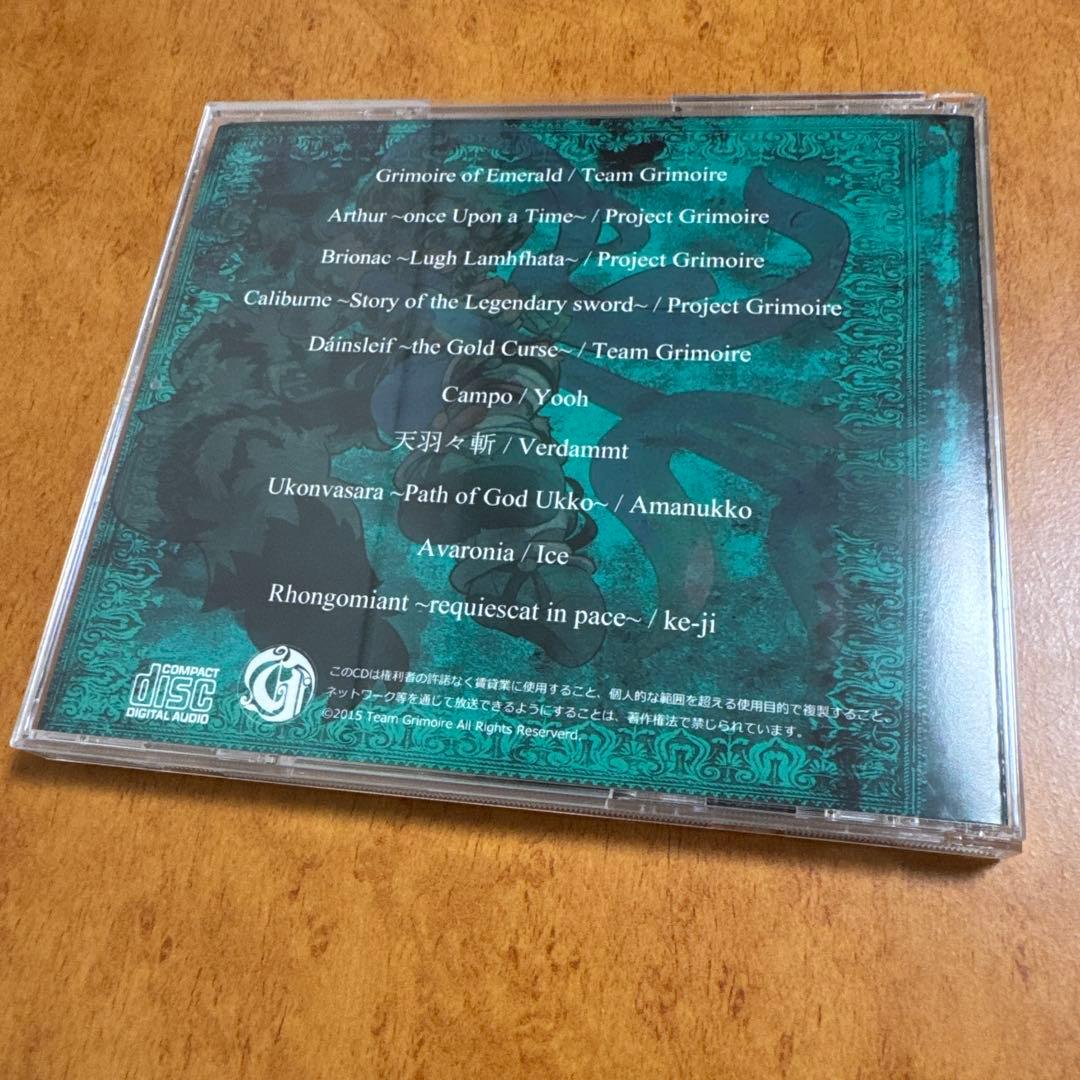 Grimoire of Emerald / Team Grimoire
Arthur ~once Upon a Time~ / Project Grimoire
Brionac ~Lugh Lamhfhata~ / Project Grimoire
Caliburne ~Story of the Legendary sword~ / Project Grimoire
Dáinsleif ~the Gold Curse~ / Team Grimoire
Campo / Yooh
天羽々斬 / Verdammt
Ukonvasara ~Path of God Ukko~ / Amanukko
Avaronia / Ice
Rhongomiant ~requiescat in pace~ / ke-ji
COMPACT
disc
DIGITAL AUDIO
このCDは権利者の許諾なく賃貸業に使用すること、個人的な範囲を超える使用目的で複製すること、
ネットワーク等を通じて放送できるようにすることは、著作権法で禁じられています。
©2015 Team Grimoire All Rights Reserverd.